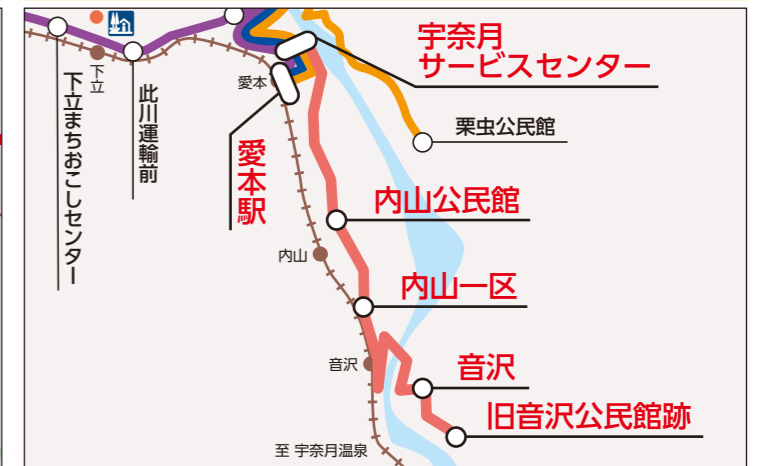 宇奈月
サービスセンター
愛本
下立
此川運輸前
下立まちおこしセンター
愛本駅
栗虫公民館
内山公民館
内山
内山一区
音沢
音沢
旧音沢公民館跡
至 宇奈月温泉